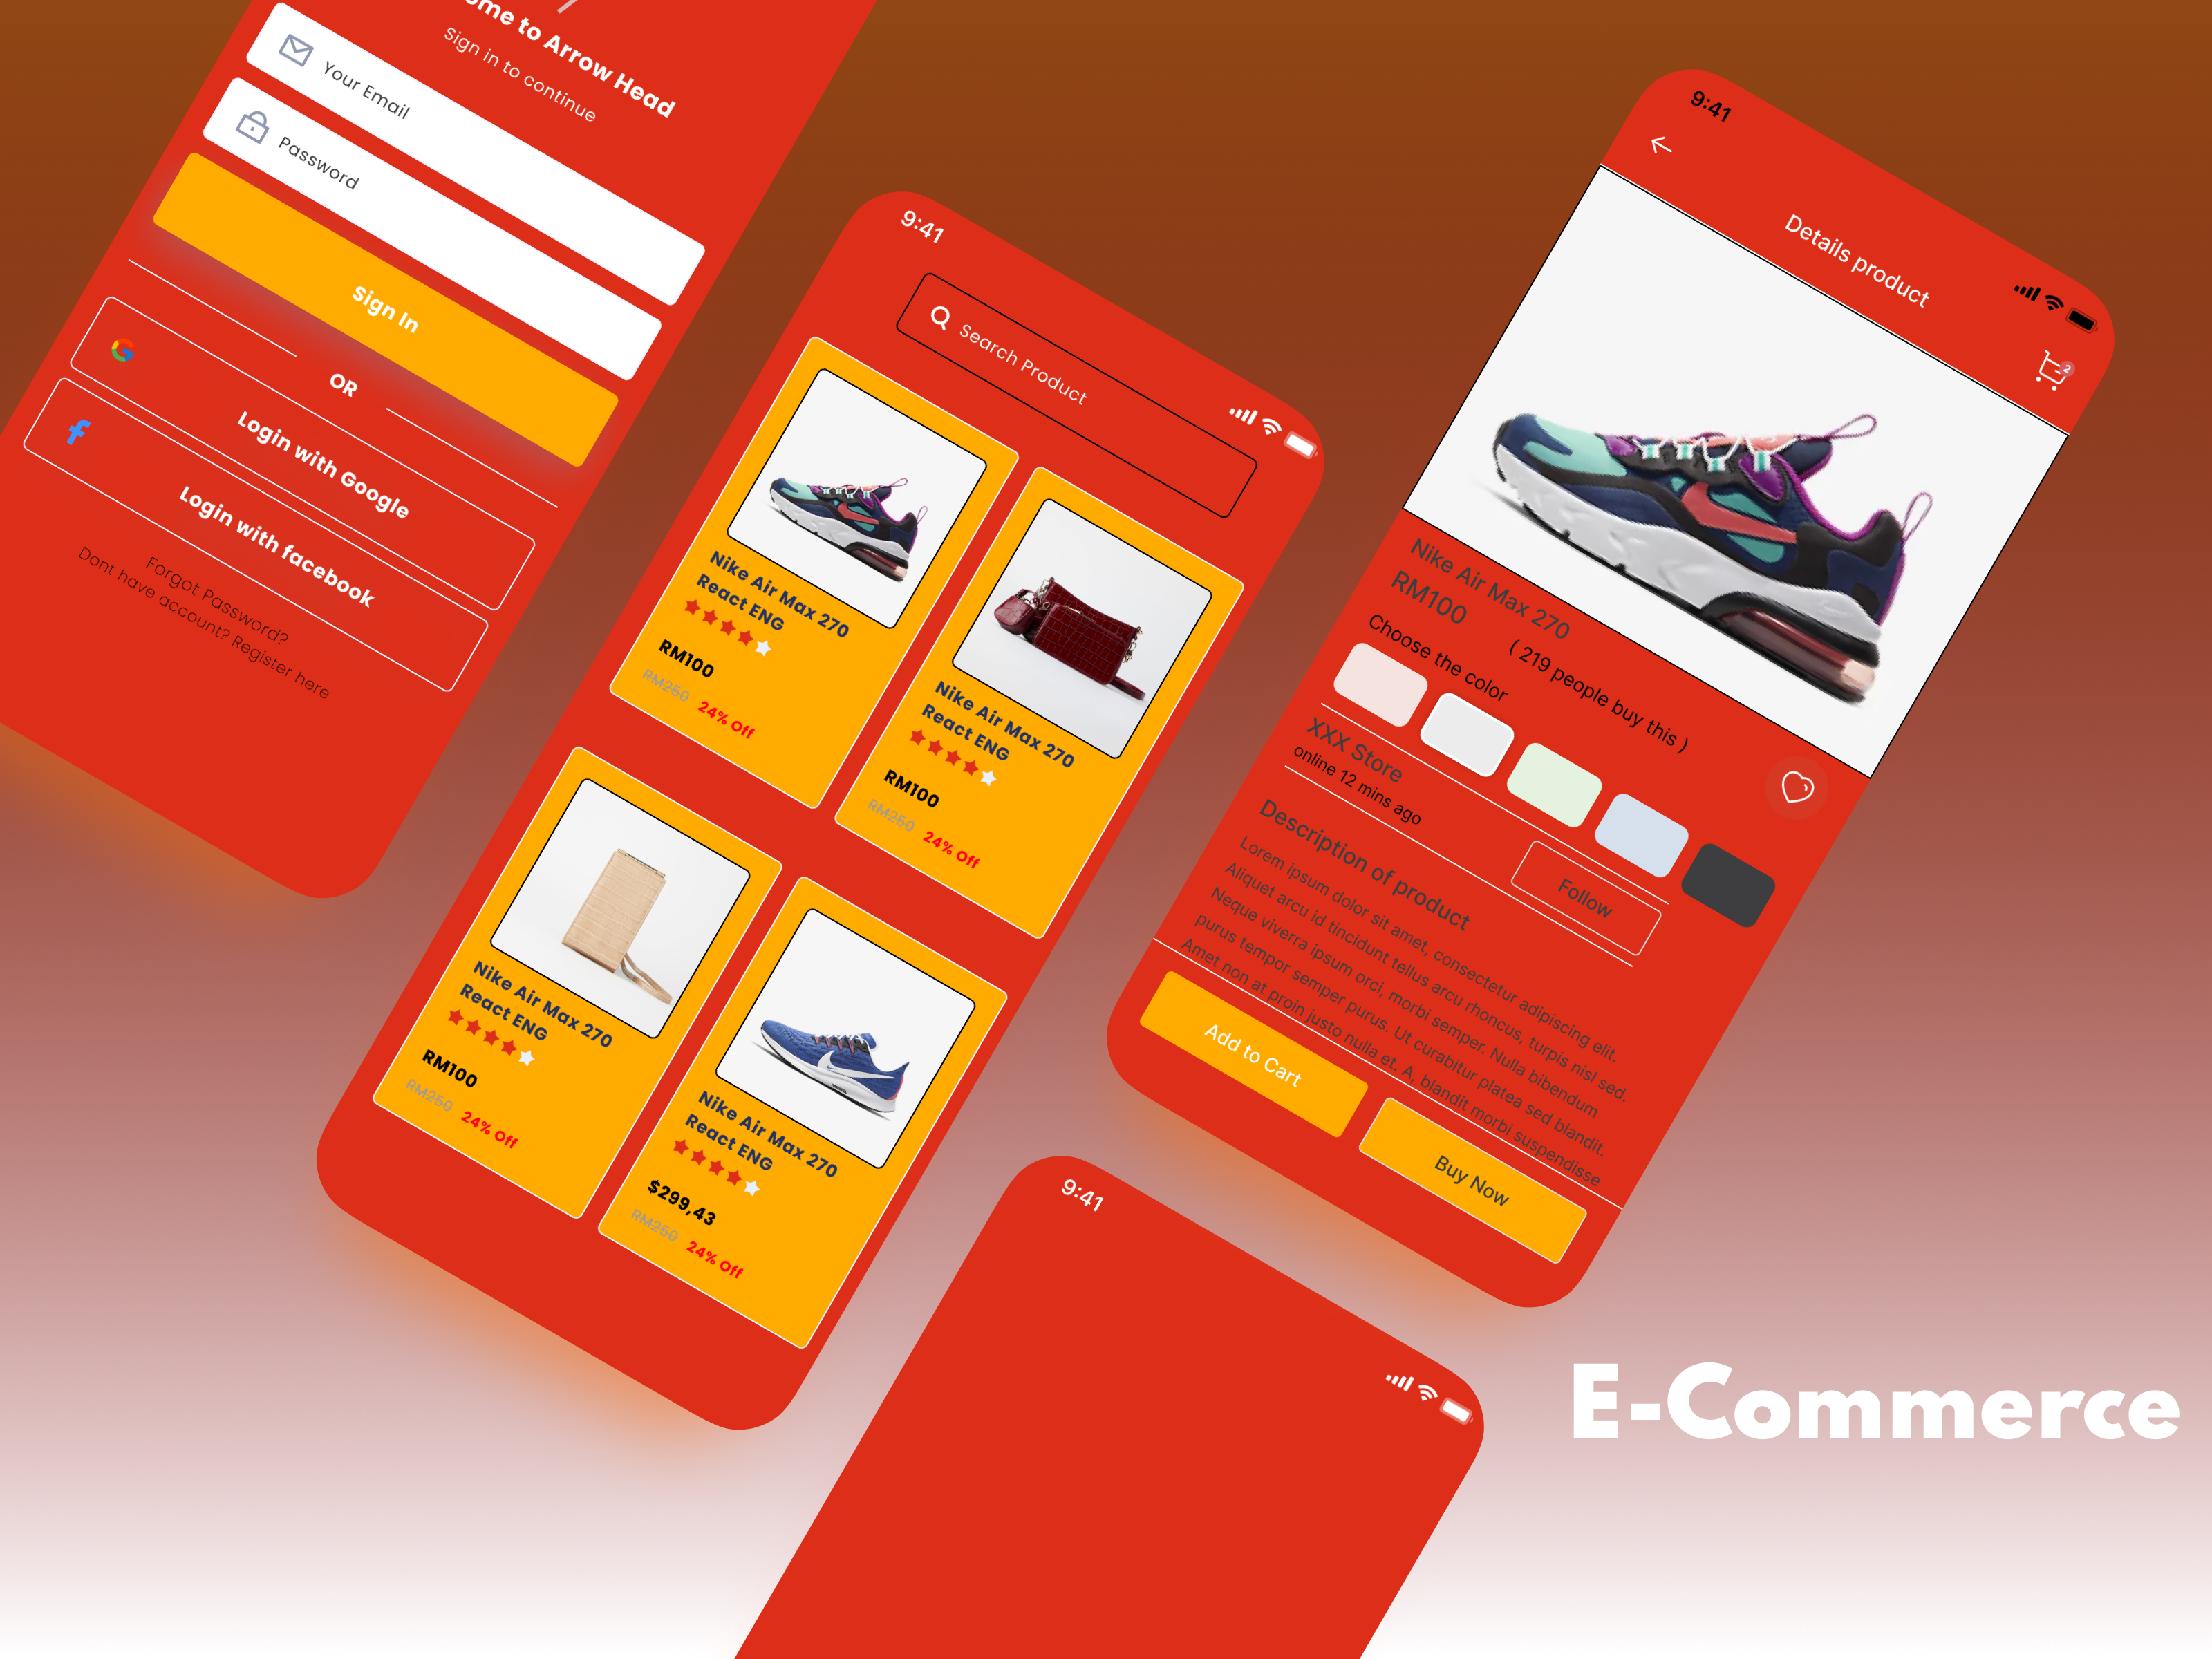 ome to Arrow Head
Sign in to continue
Your Email
Password
Sign In
OR
Login with Google
Login with facebook
Forgot Password?
Dont have account? Register here
9:41
Search Product
Nike Air Max 270
React ENG
RM100
RM250 24% Off
Nike Air Max 270
React ENG
RM100
RM250 24% Off
Nike Air Max 270
React ENG
RM100
RM250 24% Off
Nike Air Max 270
React ENG
$299,43
RM250 24% Off
9:41
Details product
2
Nike Air Max 270
RM100
( 219 people buy this )
Choose the color
XXX Store
online 12 mins ago
Follow
Description of product
Lorem ipsum dolor sit amet, consectetur adipiscing elit.
Aliquet arcu id tincidunt tellus arcu rhoncus, turpis nisl sed.
Neque viverra ipsum orci, morbi semper. Nulla bibendum
purus tempor semper purus. Ut curabitur platea sed blandit.
Amet non at proin justo nulla et. A, blandit morbi suspendisse
Add to Cart
Buy Now
9:41
E-Commerce